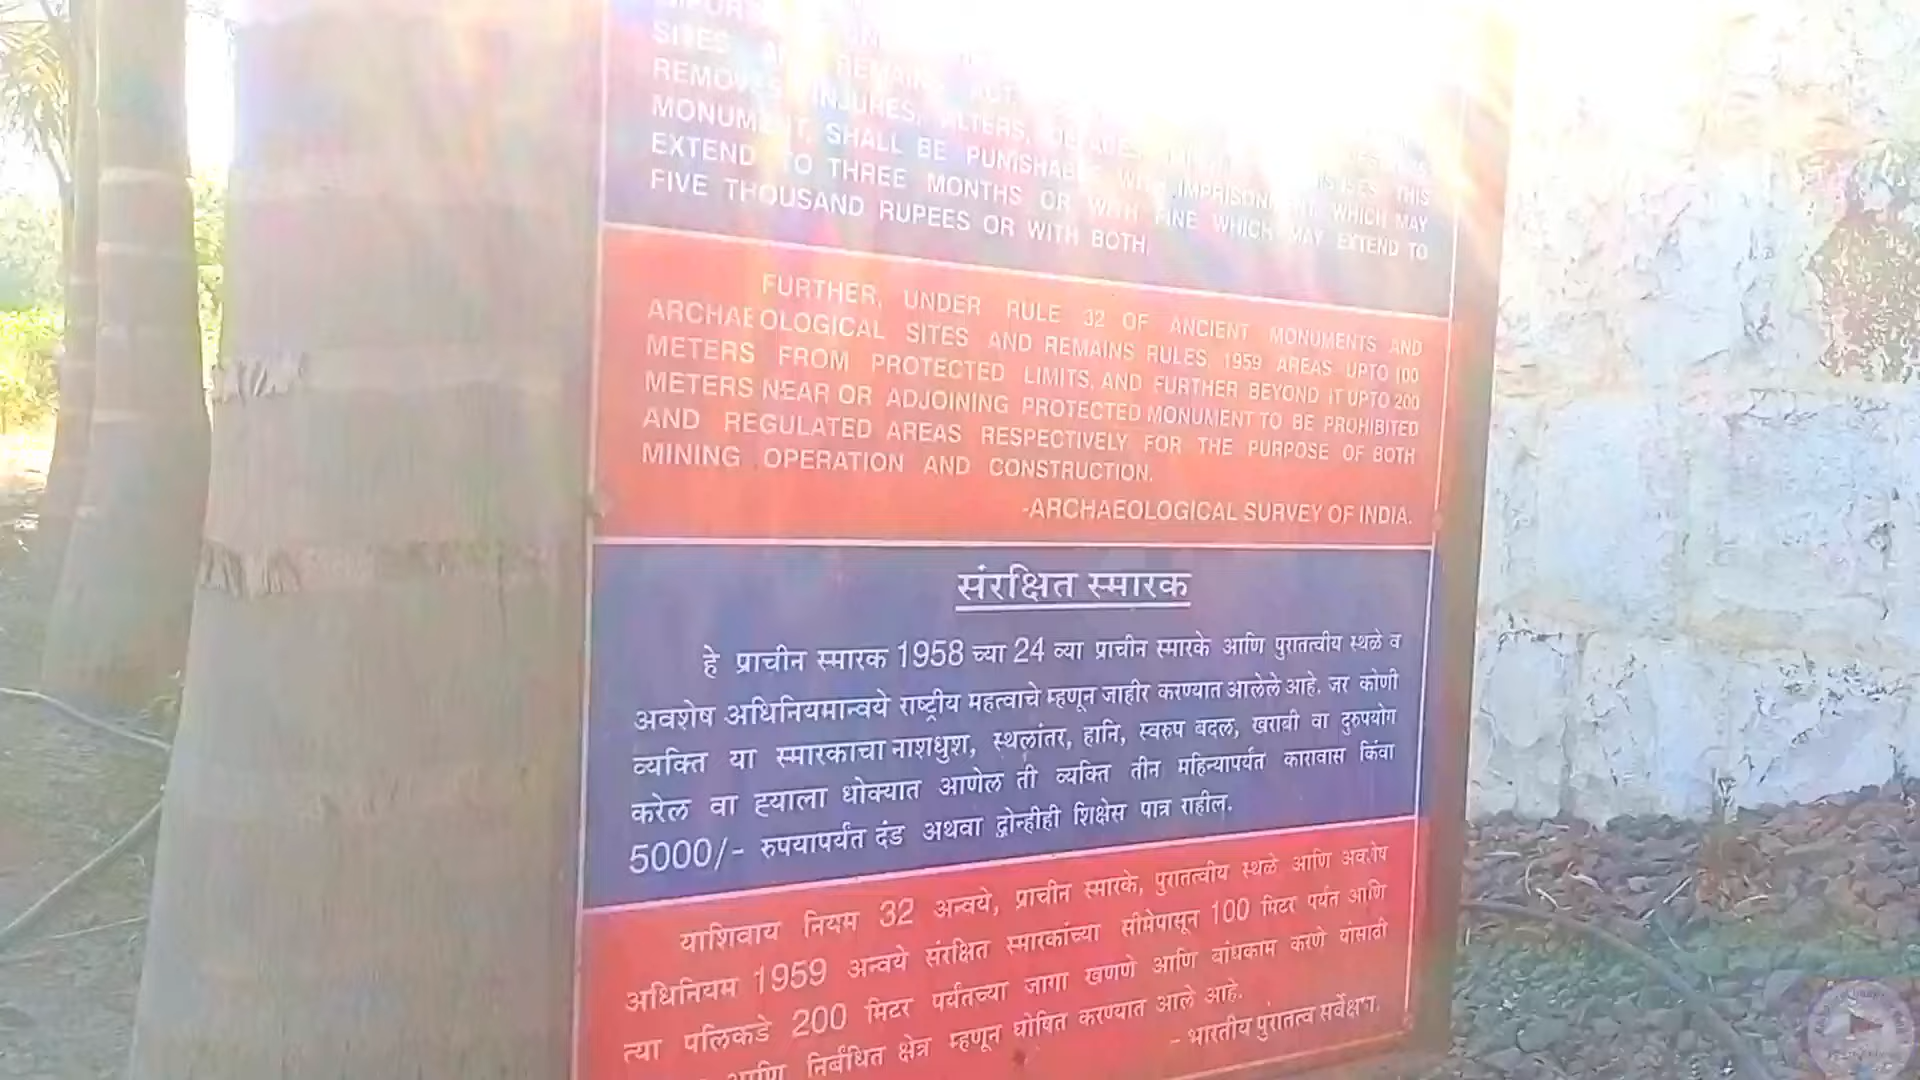 SITES AND REMAINS ACT,
REMOVES, INJURES, ALTERS, DEFACES,
MONUMENT, SHALL BE PUNISHABLE WITH IMPRISONMENT, WHICH MAY
EXTEND TO THREE MONTHS OR WITH FINE WHICH MAY EXTEND TO
FIVE THOUSAND RUPEES OR WITH BOTH.
FURTHER, UNDER RULE 32 OF ANCIENT MONUMENTS AND
ARCHAEOLOGICAL SITES AND REMAINS RULES, 1959 AREAS UPTO 100
METERS FROM PROTECTED LIMITS, AND FURTHER BEYOND IT UPTO 200
METERS NEAR OR ADJOINING PROTECTED MONUMENT TO BE PROHIBITED
AND REGULATED AREAS RESPECTIVELY FOR THE PURPOSE OF BOTH
MINING OPERATION AND CONSTRUCTION.
-ARCHAEOLOGICAL SURVEY OF INDIA.
संरक्षित स्मारक
हे प्राचीन स्मारक 1958 च्या 24 व्या प्राचीन स्मारके आणि पुरातत्वीय स्थळे व
अवशेष अधिनियमान्वये राष्ट्रीय महत्वाचे म्हणून जाहीर करण्यात आलेले आहे. जर कोणी
व्यक्ति या स्मारकाचा नाशधुश, स्थलांतर, हानि, स्वरुप बदल, खराबी वा दुरुपयोग
करेल वा ह्याला धोक्यात आणेल ती व्यक्ति तीन महिन्यापर्यंत कारावास किंवा
5000/- रुपयापर्यंत दंड अथवा द्वोन्हीही शिक्षेस पात्र राहील.
याशिवाय नियम 32 अन्वये, प्राचीन स्मारके, पुरातत्वीय स्थळे आणि अवशेष
अधिनियम 1959 अन्वये संरक्षित स्मारकांच्या सीमेपासून 100 मिटर पर्यंत आणि
त्या पलिकडे 200 मिटर पर्यंतच्या जागा खणणे आणि बांधकाम करणे यांसाठी
आणि निर्बंधित क्षेत्र म्हणून घोषित करण्यात आले आहे.
- भारतीय पुरातत्व सर्वेक्षण.